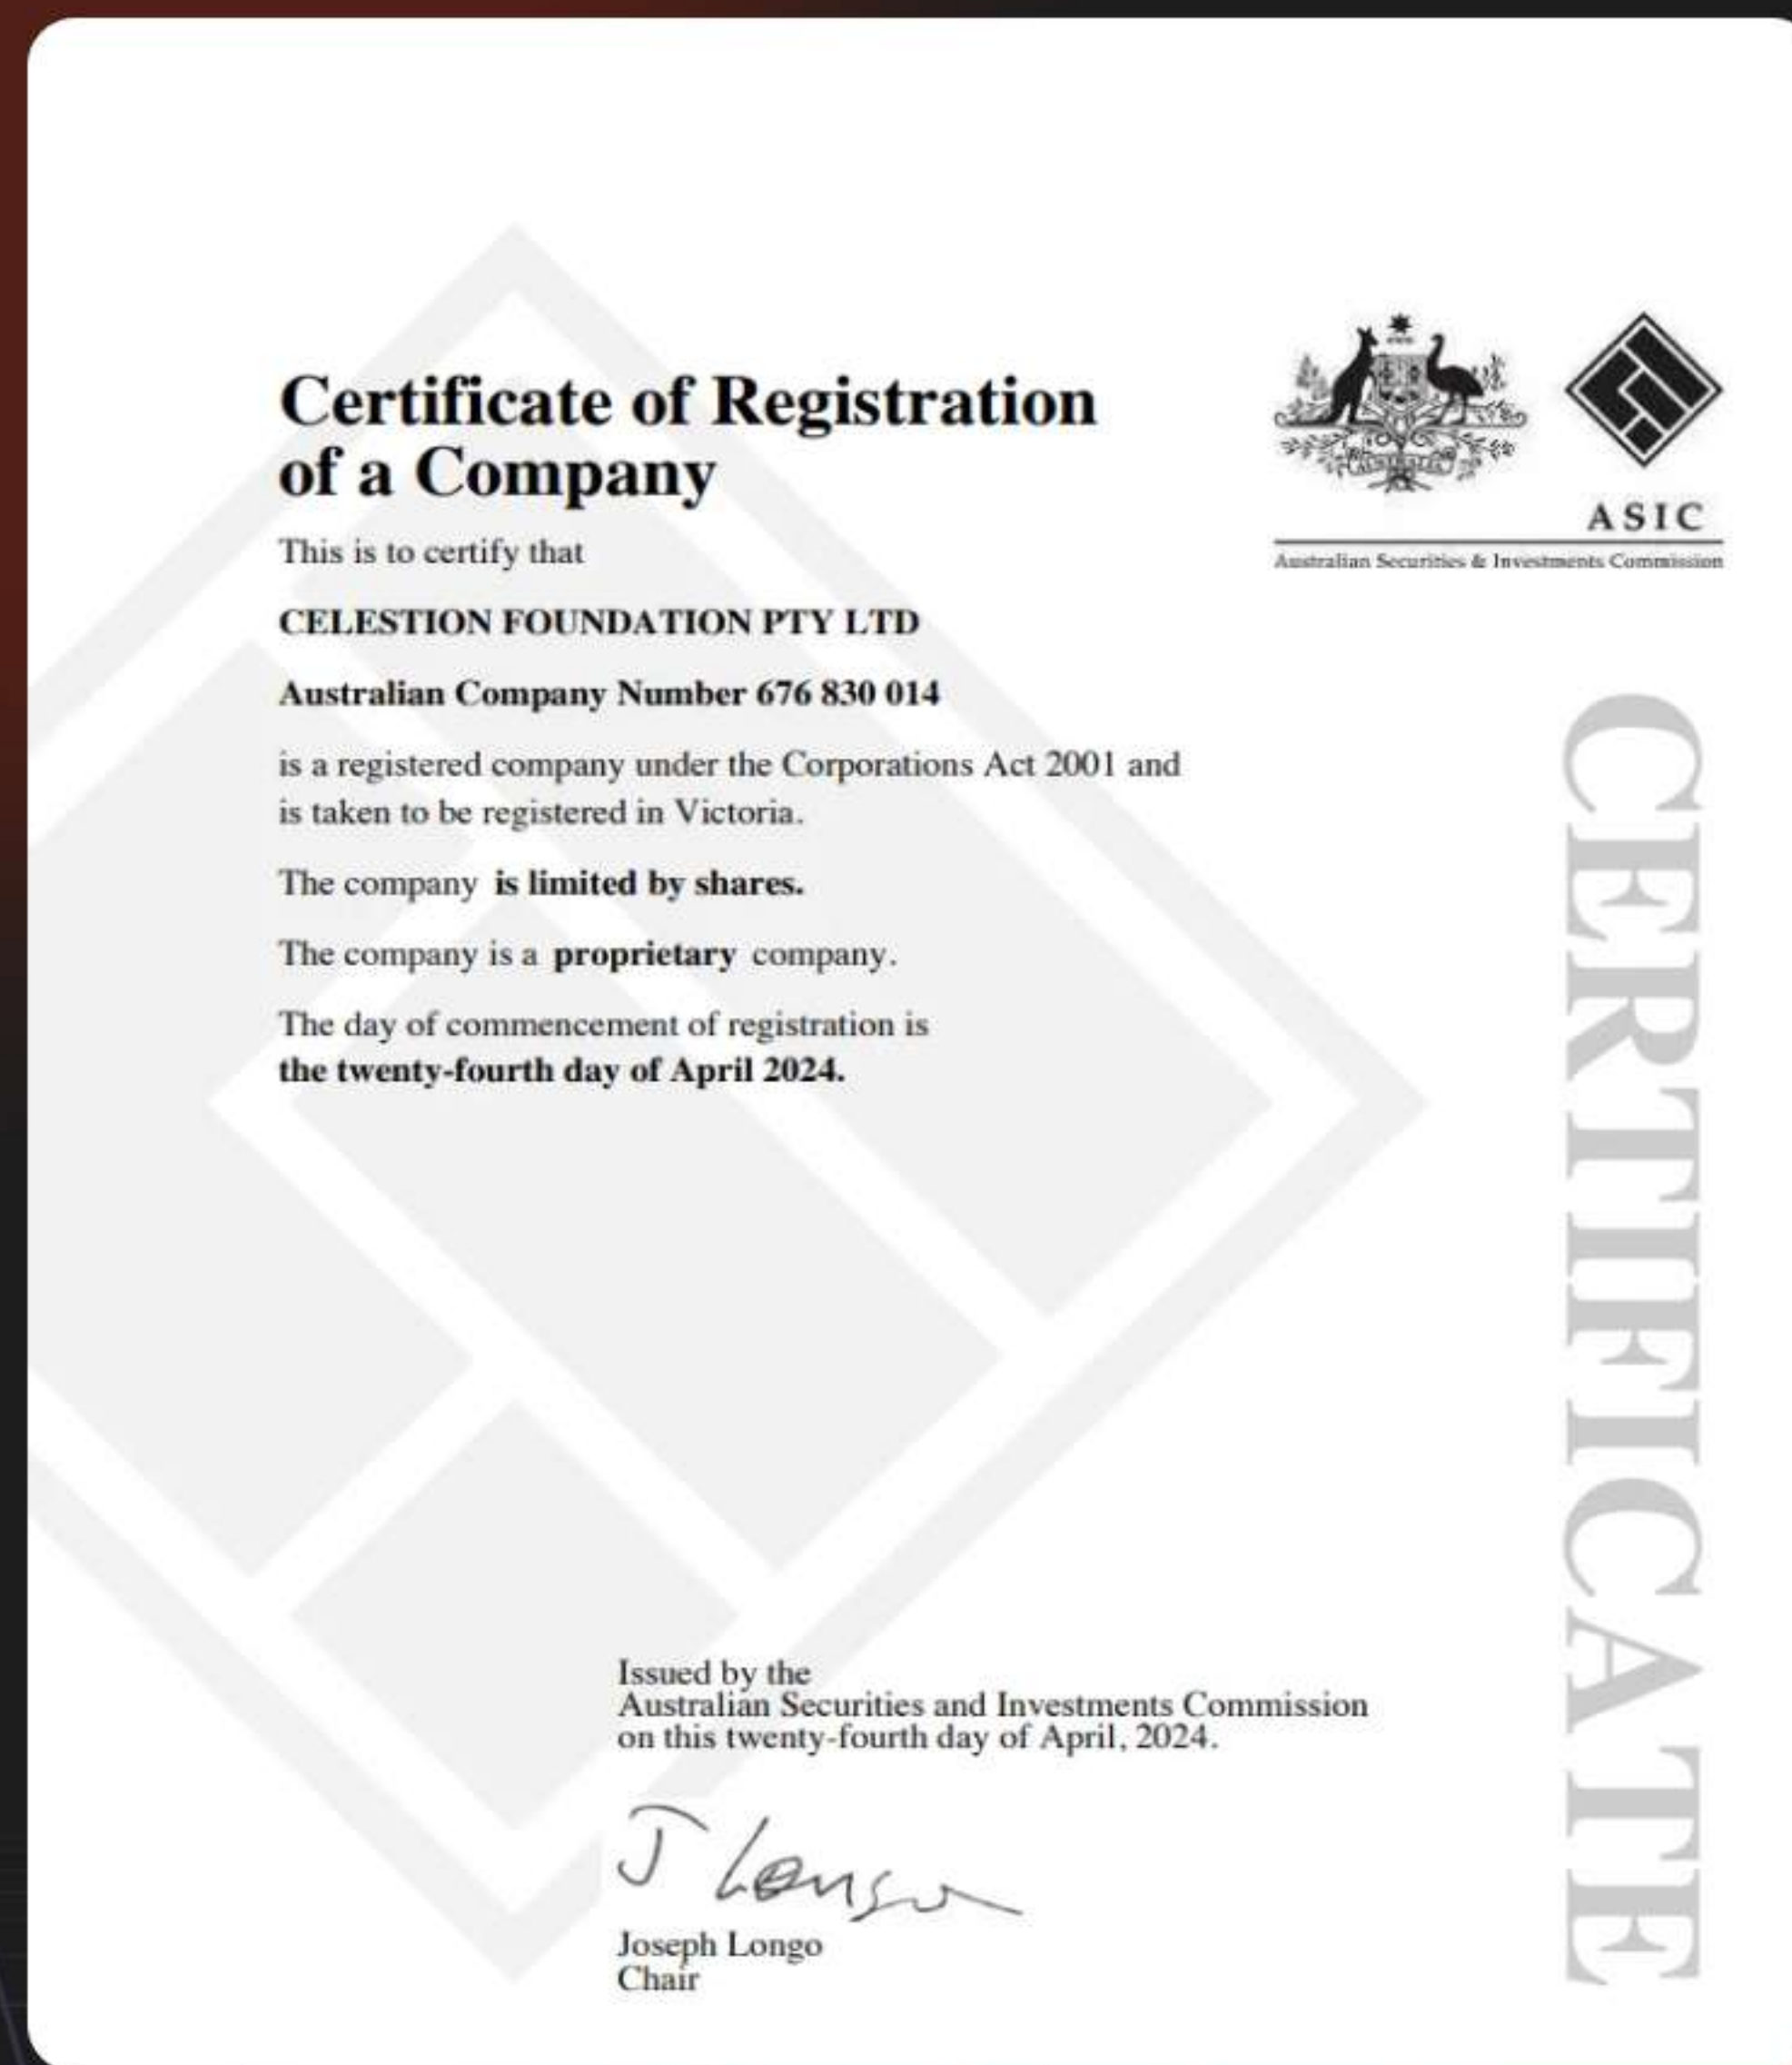 Certificate of Registration
of a Company
ASIC
Australian Securities & Investments Commission
This is to certify that
CELESTION FOUNDATION PTY LTD
Australian Company Number 676 830 014
is a registered company under the Corporations Act 2001 and
is taken to be registered in Victoria.
The company is limited by shares.
The company is a proprietary company.
The day of commencement of registration is
the twenty-fourth day of April 2024.
CERTIFICATE
Issued by the
Australian Securities and Investments Commission
on this twenty-fourth day of April, 2024.
J Longo
Joseph Longo
Chair